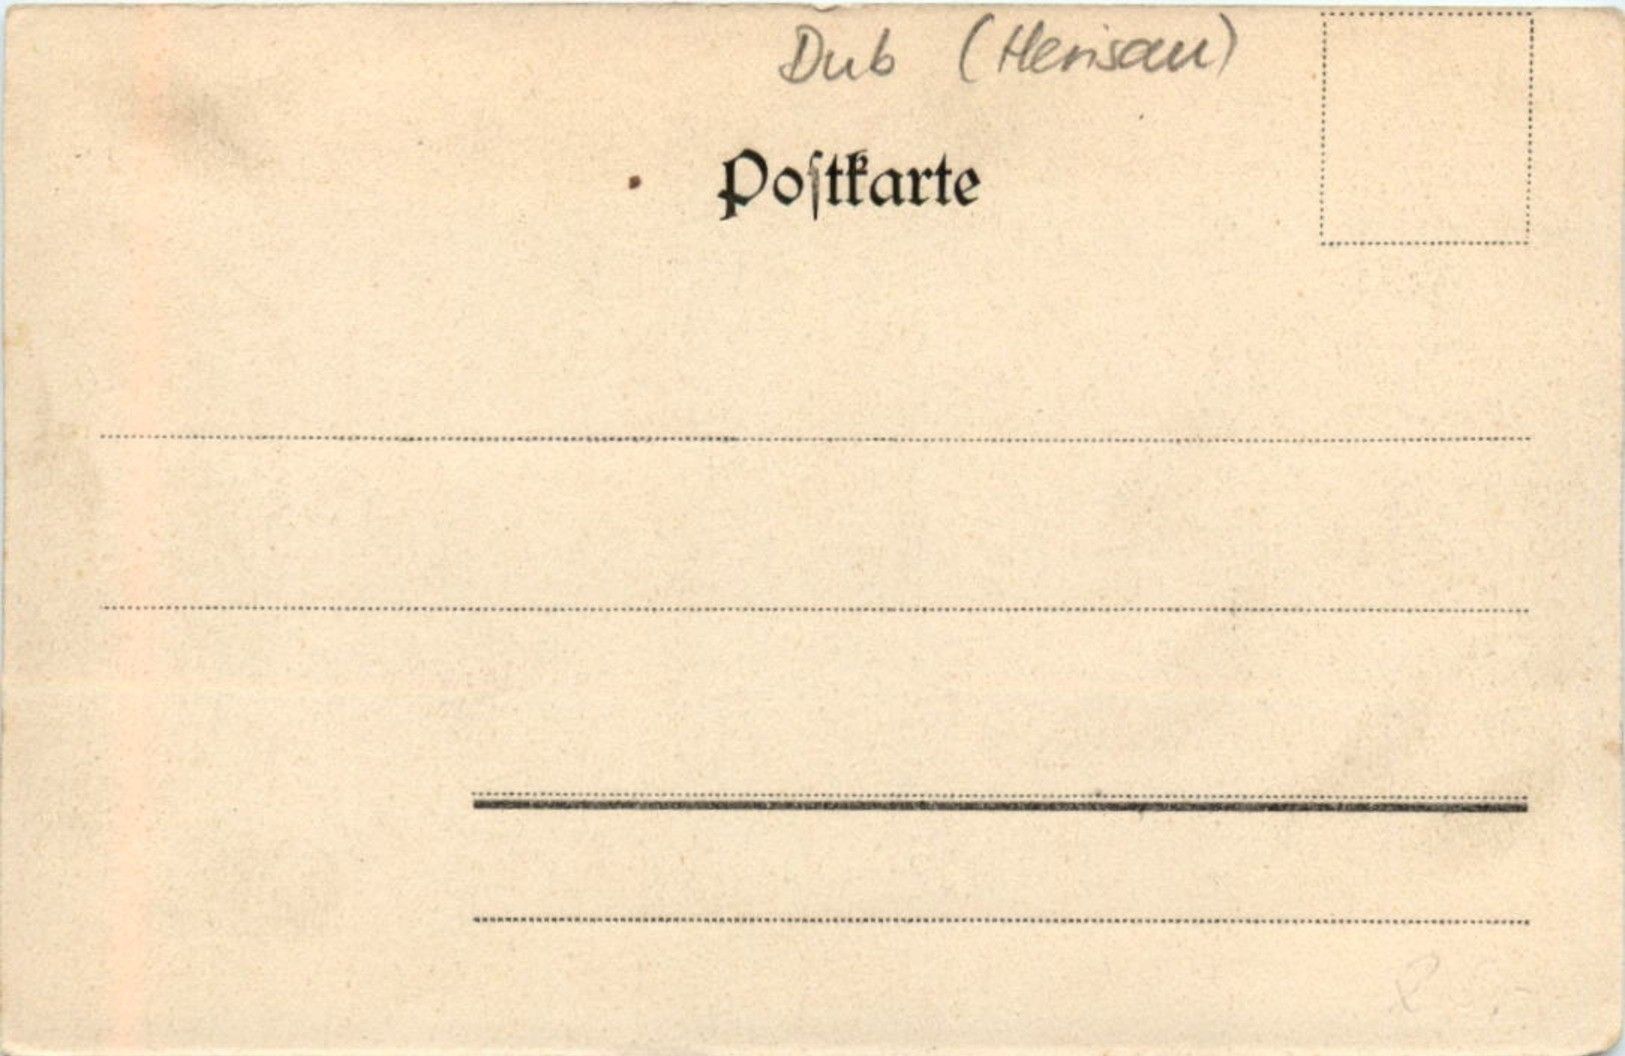 Dub (Herisau)
Poſtkarte